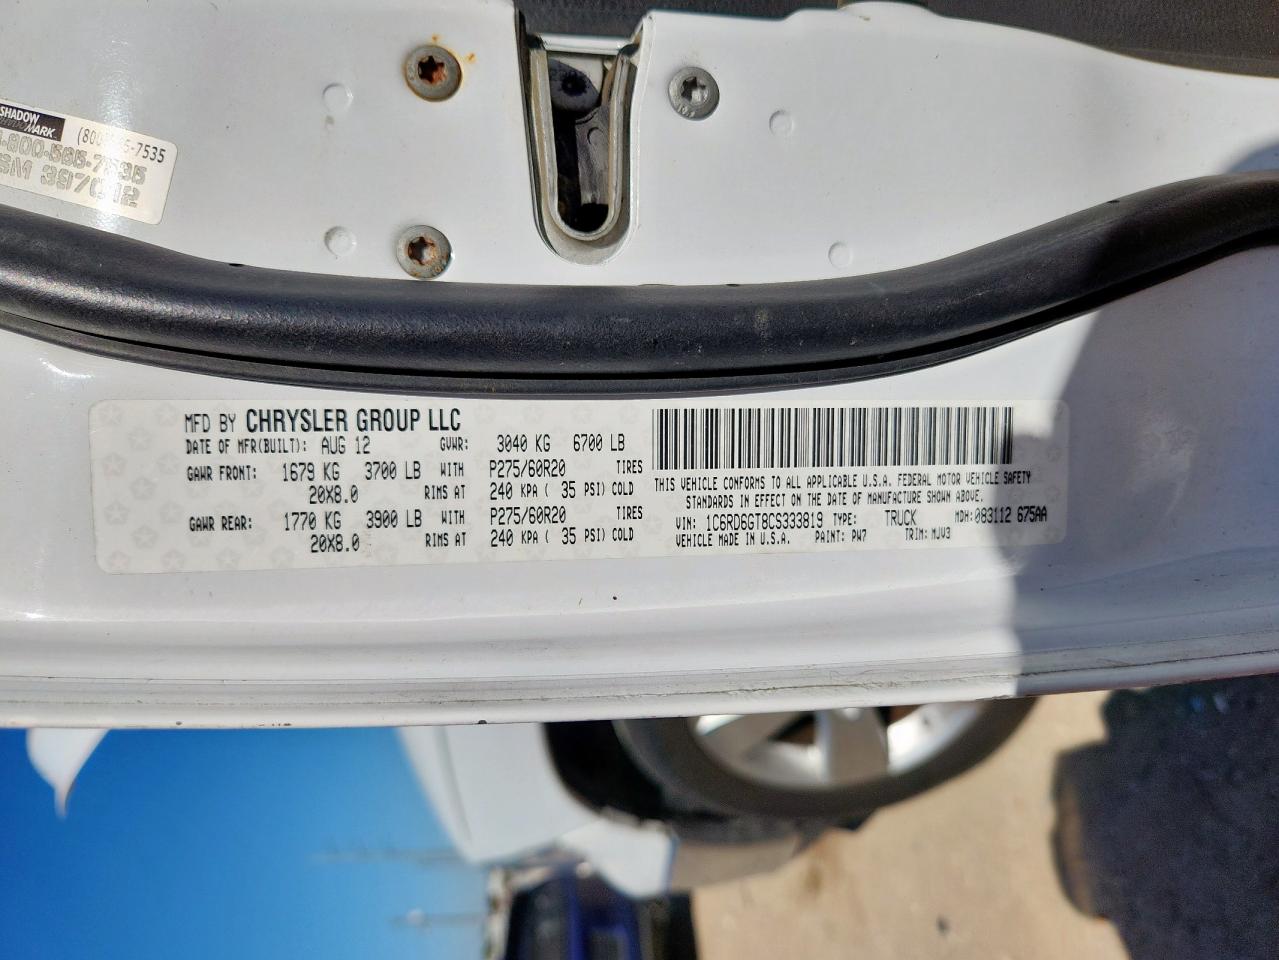 SHADOW
MARK
(800
5-7535
-800-565-7535
SM 397012
MFD BY CHRYSLER GROUP LLC
DATE OF MFR(BUILT): AUG 12 GVWR: 3040 KG 6700 LB
GAWR FRONT: 1679 KG 3700 LB WITH P275/60R20 TIRES
20X8.0 RIMS AT 240 KPA ( 35 PSI) COLD
GAWR REAR: 1770 KG 3900 LB WITH P275/60R20 TIRES
20X8.0 RIMS AT 240 KPA ( 35 PSI) COLD
THIS VEHICLE CONFORMS TO ALL APPLICABLE U.S.A. FEDERAL MOTOR VEHICLE SAFETY
STANDARDS IN EFFECT ON THE DATE OF MANUFACTURE SHOWN ABOVE.
VIN: 1C6RD6GT8CS333819 TYPE: TRUCK MDH: 083112 675AA
VEHICLE MADE IN U.S.A. PAINT: PW7 TRIM: MJV3